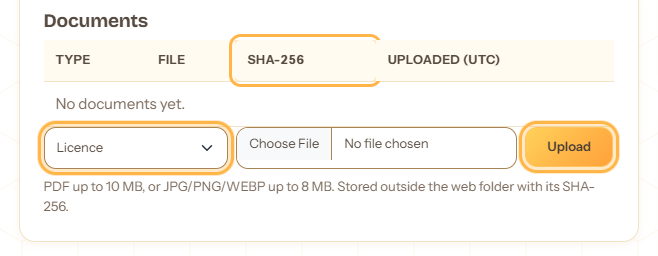 Documents
TYPE FILE SHA-256 UPLOADED (UTC)
No documents yet.
Licence Choose File No file chosen Upload
PDF up to 10 MB, or JPG/PNG/WEBP up to 8 MB. Stored outside the web folder with its SHA-
256.